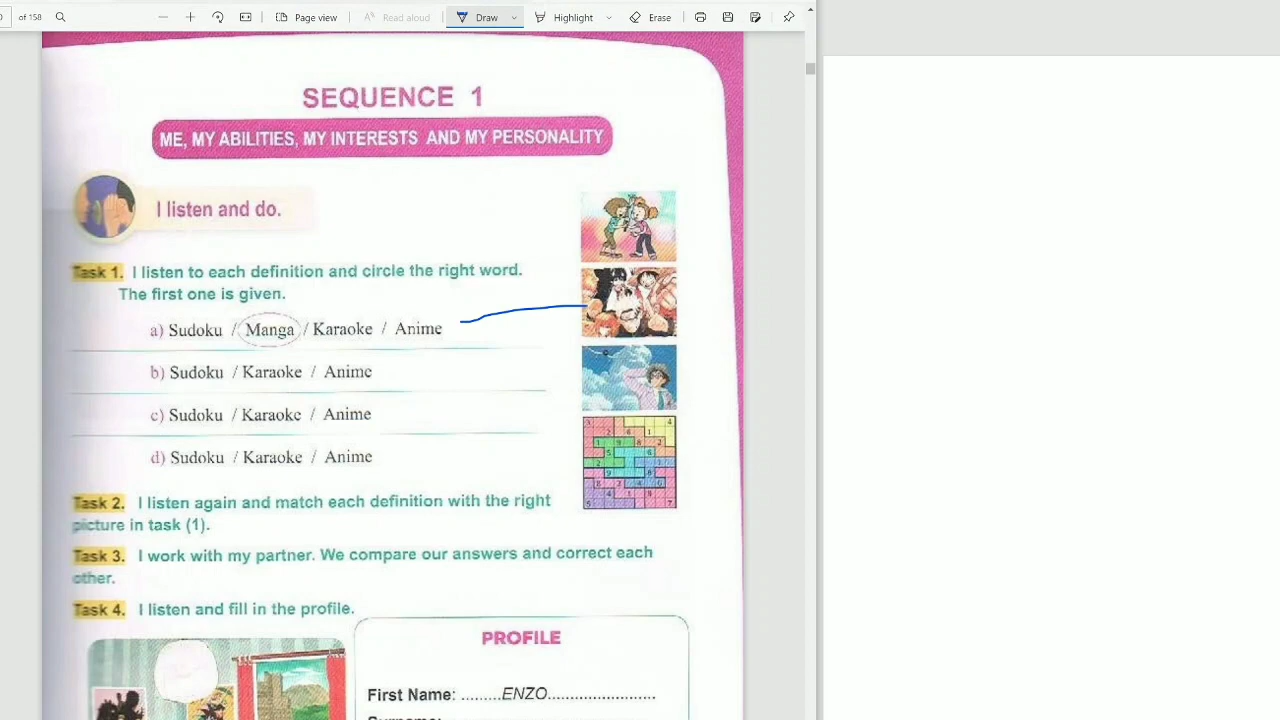 of 158
Page view
Read aloud
Draw
Highlight
Erase
SEQUENCE 1
ME, MY ABILITIES, MY INTERESTS AND MY PERSONALITY
I listen and do.
Task 1. I listen to each definition and circle the right word.
The first one is given.
a) Sudoku / Manga / Karaoke / Anime
b) Sudoku / Karaoke / Anime
c) Sudoku / Karaoke / Anime
d) Sudoku / Karaoke / Anime
Task 2. I listen again and match each definition with the right
picture in task (1).
Task 3. I work with my partner. We compare our answers and correct each
other.
Task 4. I listen and fill in the profile.
PROFILE
First Name: .........ENZO........................